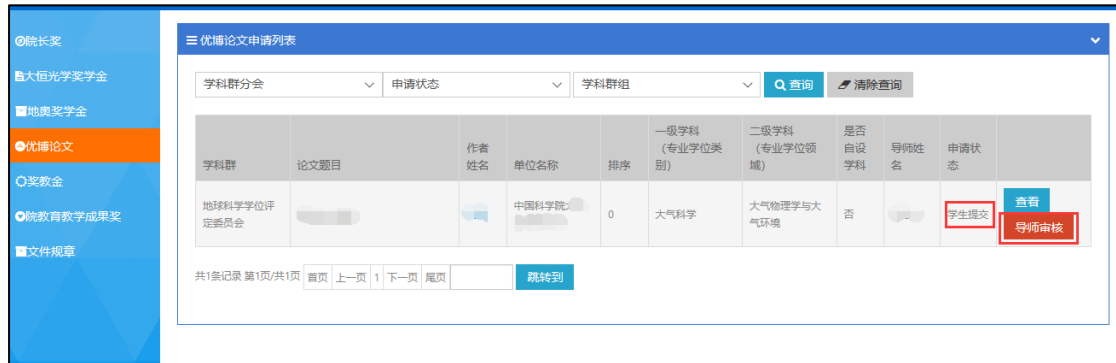 院长奖
大恒光学奖学金
地奥奖学金
优博论文
奖教金
院教育教学成果奖
文件规章
优博论文申请列表
学科群分会 申请状态 学科群组 查询 清除查询
学科群 论文题目 作者姓名 单位名称 排序 一级学科（专业学位类别） 二级学科（专业学位领域） 是否自设学科 导师姓名 申请状态
地球科学学位评定委员会 中国科学院 0 大气科学 大气物理学与大气环境 否 学生提交 查看
导师审核
共1条记录 第1页/共1页 首页 上一页 1 下一页 尾页 跳转到